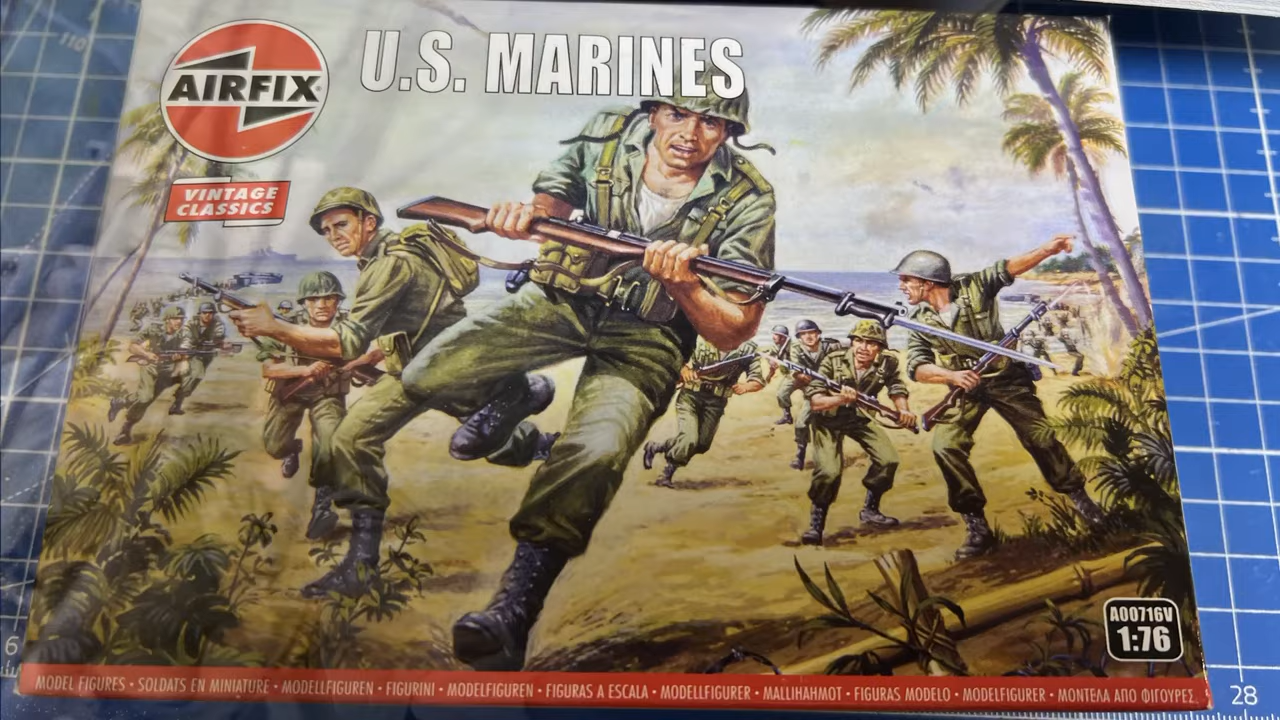 U.S. MARINES
AIRFIX
VINTAGE
CLASSICS
A00716V
1:76
MODEL FIGURES • SOLDATS EN MINIATURE • MODELLFIGUREN • FIGURINI • MODELFIGUREN • FIGURAS A ESCALA • MODELLFIGURER • MALLIHAHMOT • FIGURAS MODELO • MODELFIGURER • ΜΟΝΤΕΛΑ ΑΠΟ ΦΙΓΟΥΡΕΣ
110
6
28